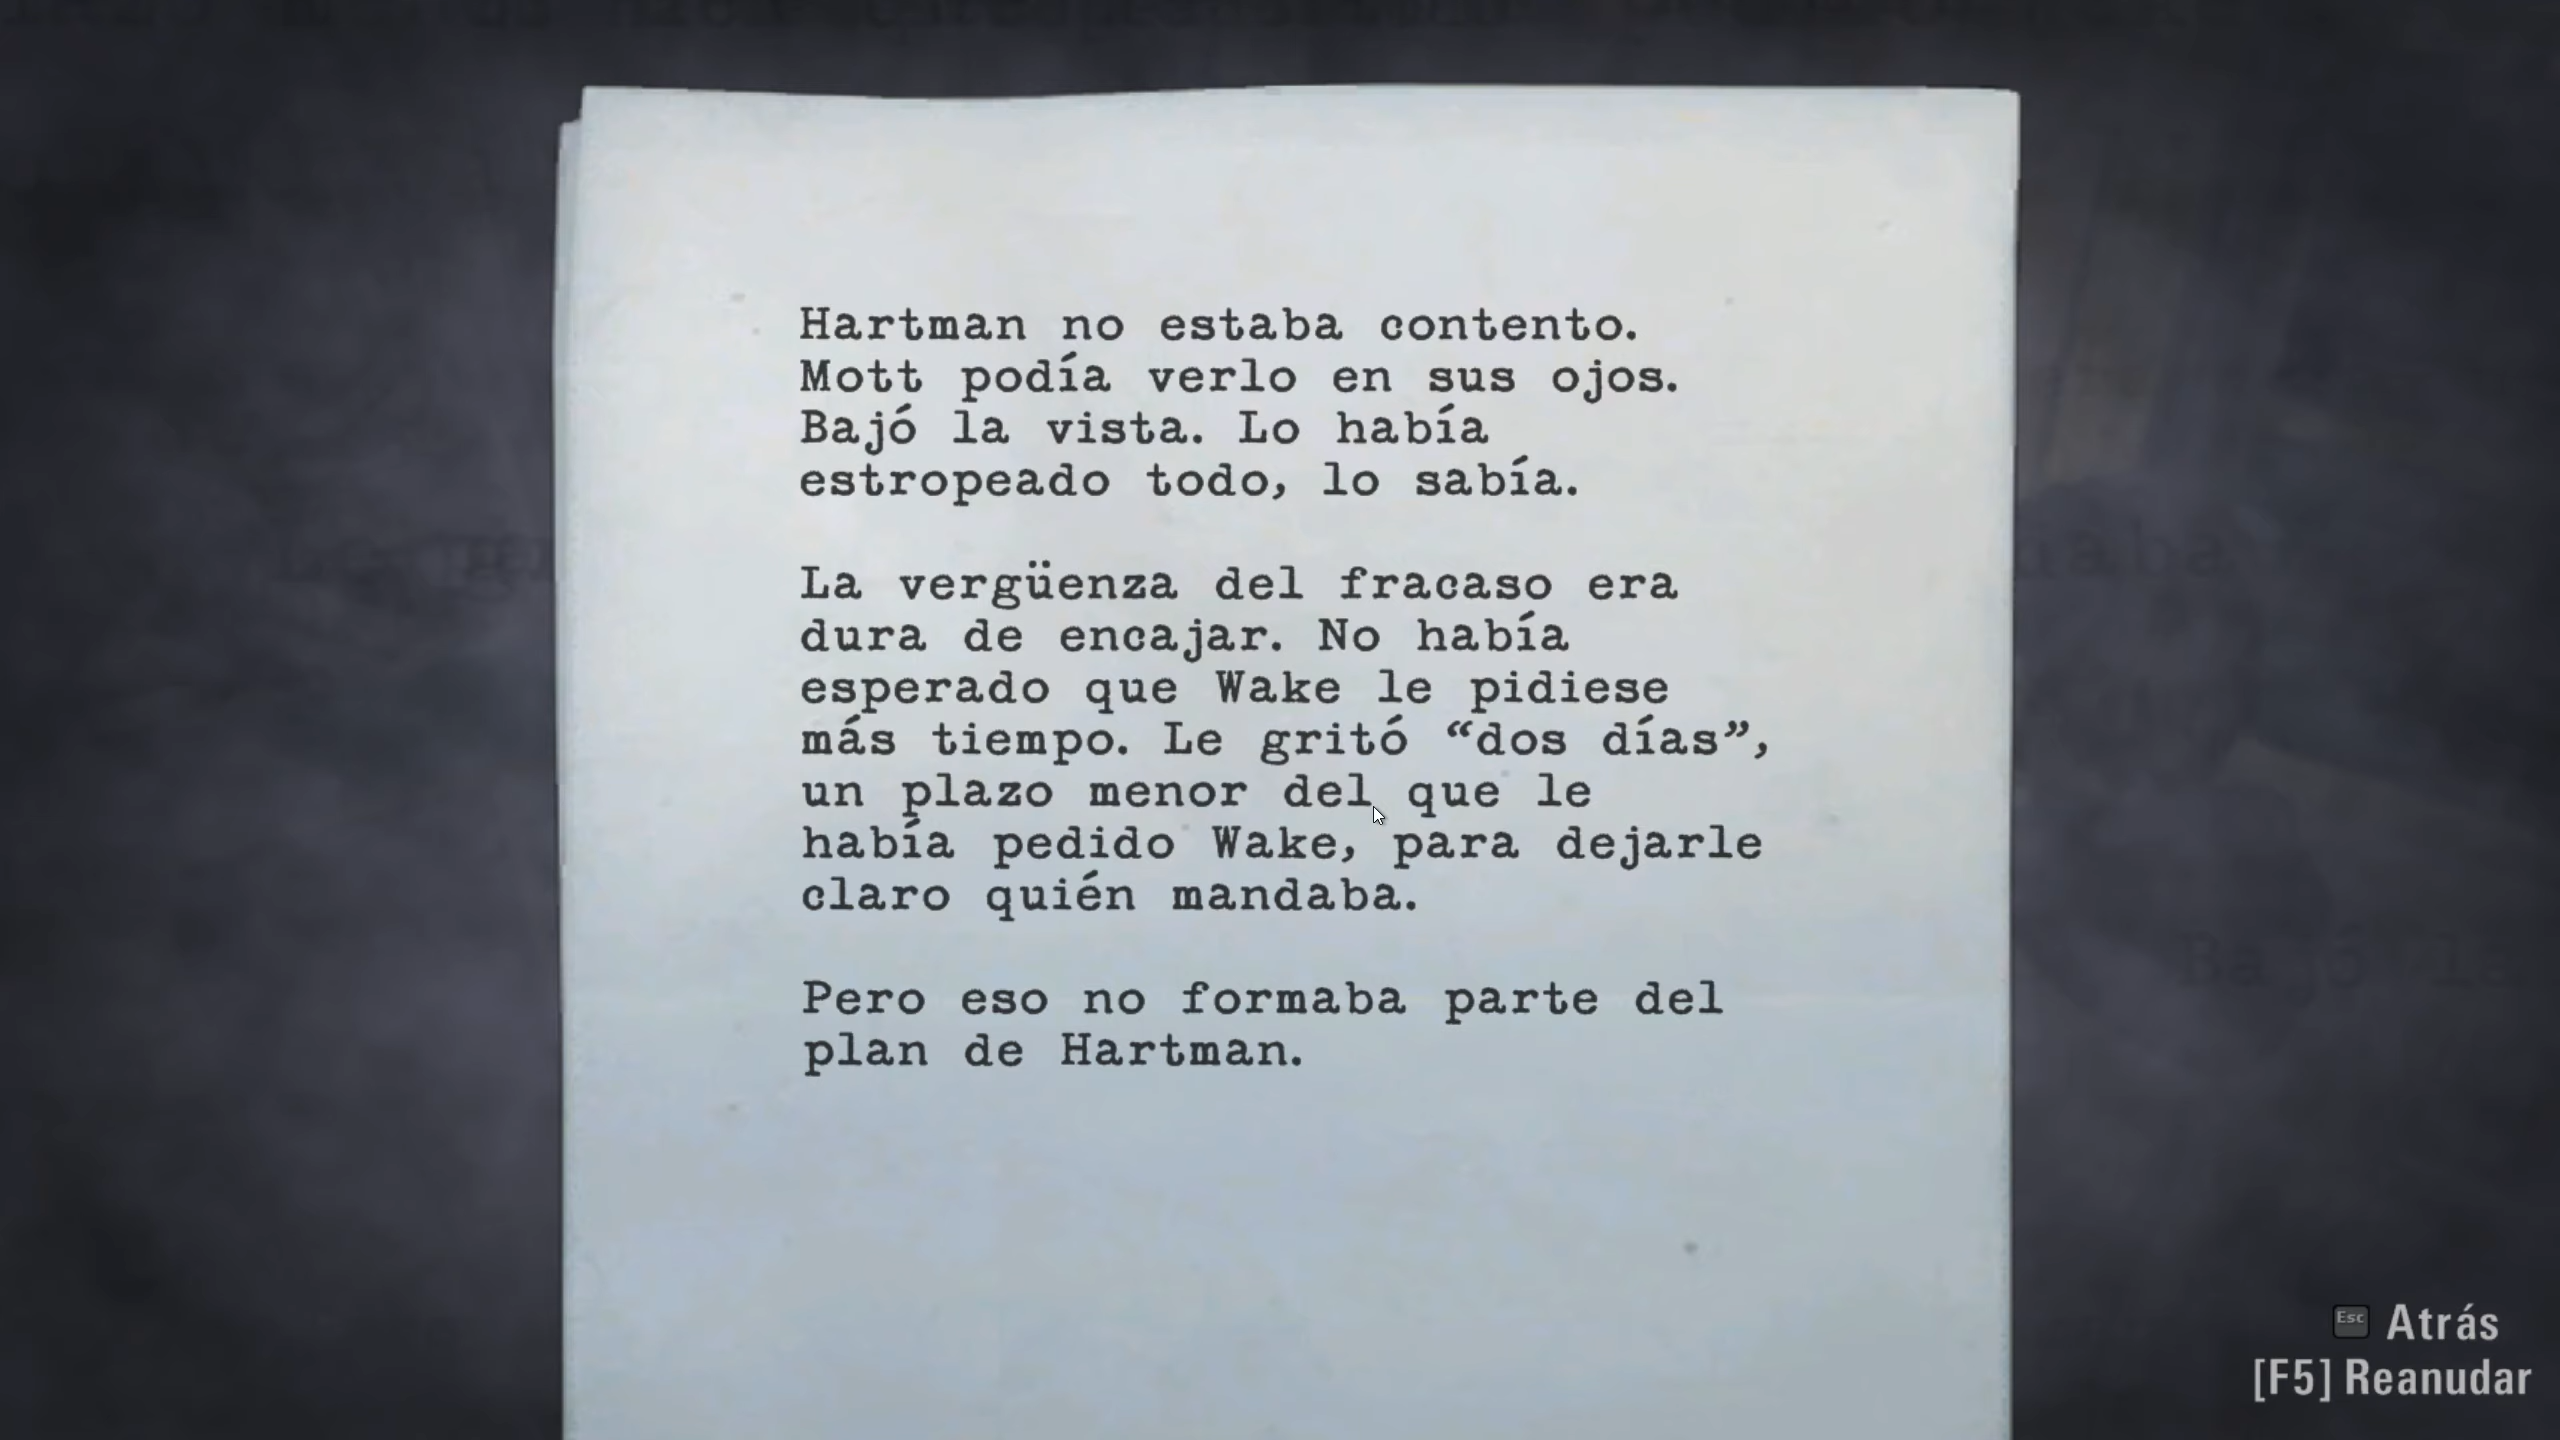 Hartman no estaba contento.
Mott podía verlo en sus ojos.
Bajó la vista. Lo había
estropeado todo, lo sabía.
La vergüenza del fracaso era
dura de encajar. No había
esperado que Wake le pidiese
más tiempo. Le gritó “dos días”,
un plazo menor del que le
había pedido Wake, para dejarle
claro quién mandaba.
Pero eso no formaba parte del
plan de Hartman.
Esc Atrás
[F5] Reanudar